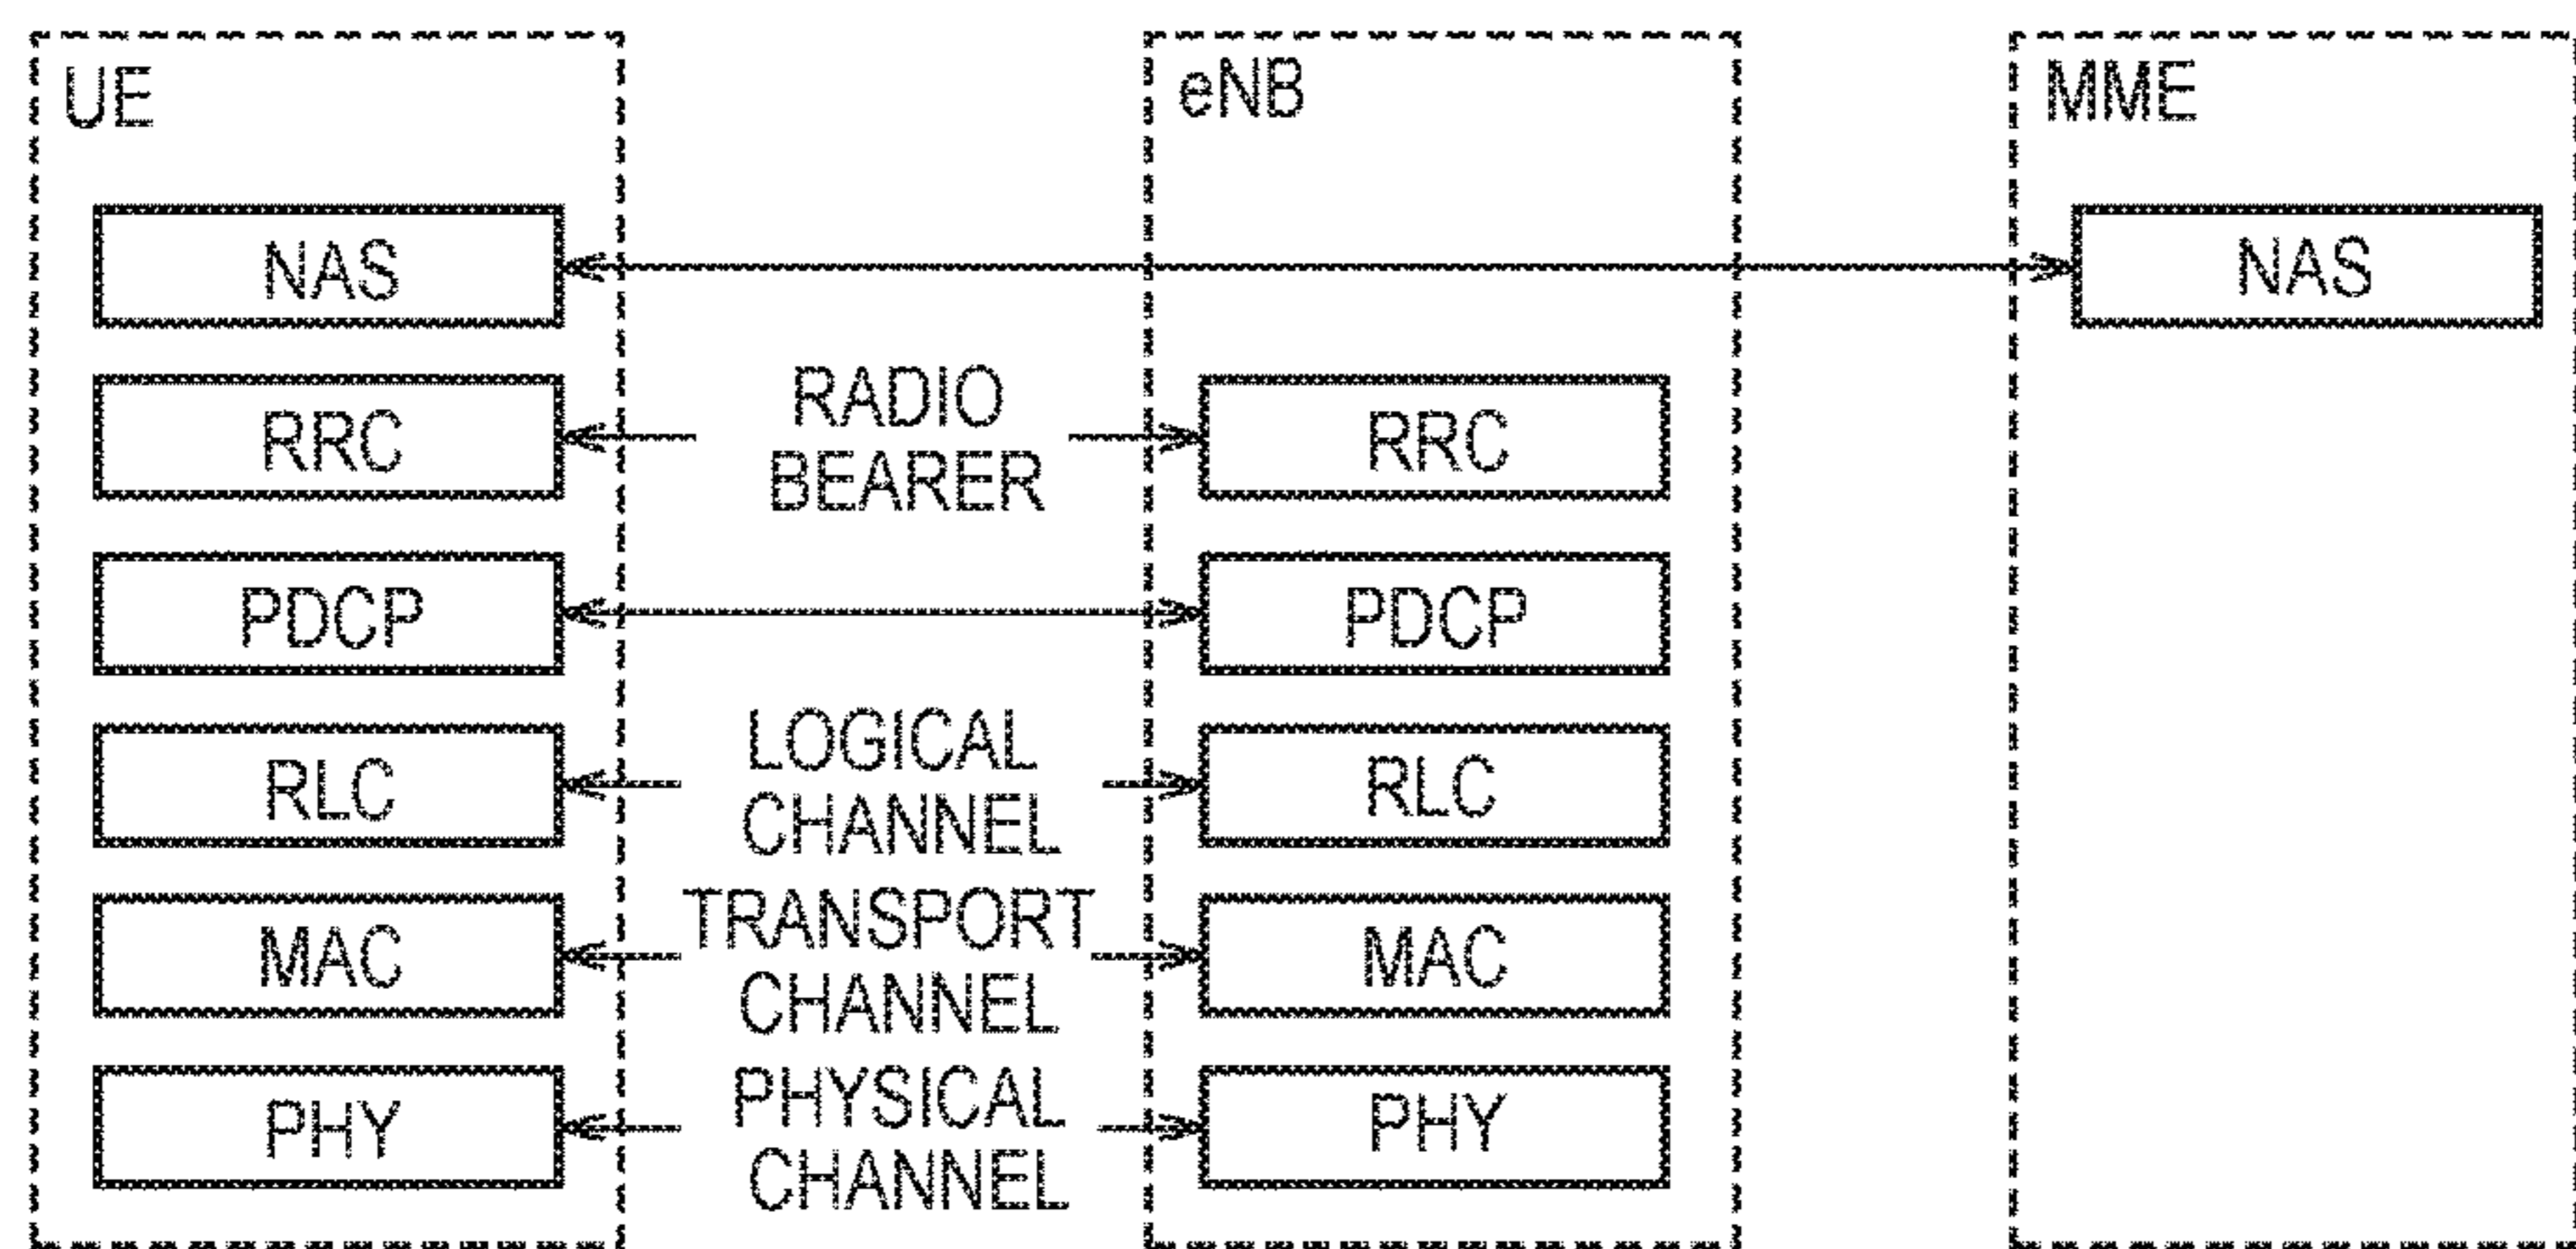 UE
eNB
MME
NAS
NAS
RRC
RADIO
BEARER
RRC
PDCP
PDCP
RLC
LOGICAL
CHANNEL
RLC
MAC
TRANSPORT
CHANNEL
MAC
PHY
PHYSICAL
CHANNEL
PHY